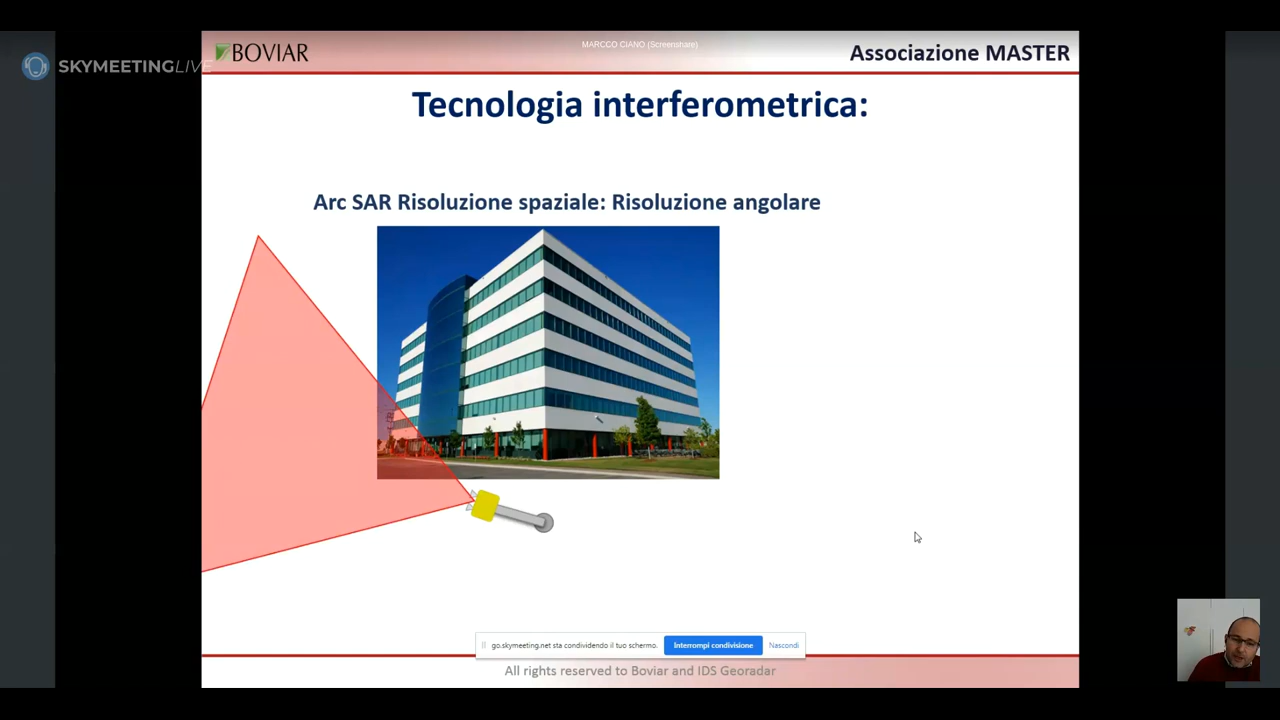 SKYMEETINGLIVE
BOVIAR
MARCCO CIANO (Screenshare)
Associazione MASTER
Tecnologia interferometrica:
Arc SAR Risoluzione spaziale: Risoluzione angolare
go.skymeeting.net sta condividendo il tuo schermo.
Interrompi condivisione
Nascondi
All rights reserved to Boviar and IDS Georadar